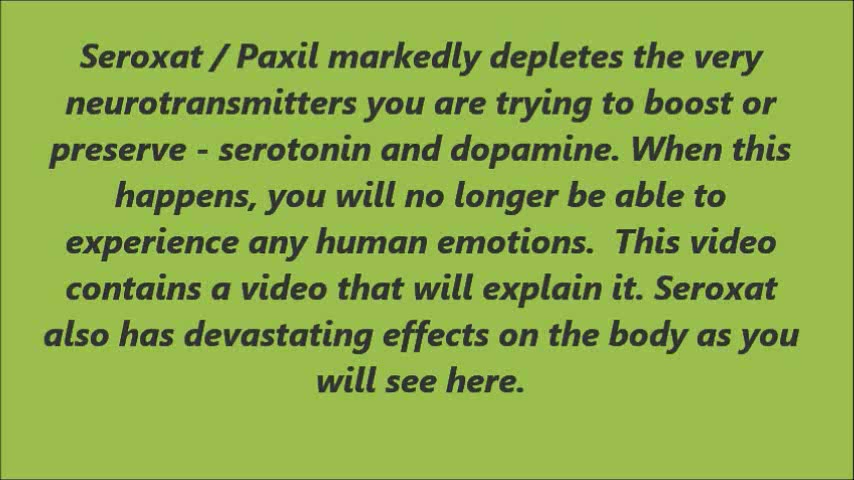 Seroxat / Paxil markedly depletes the very
neurotransmitters you are trying to boost or
preserve - serotonin and dopamine. When this
happens, you will no longer be able to
experience any human emotions.  This video
contains a video that will explain it. Seroxat
also has devastating effects on the body as you
will see here.